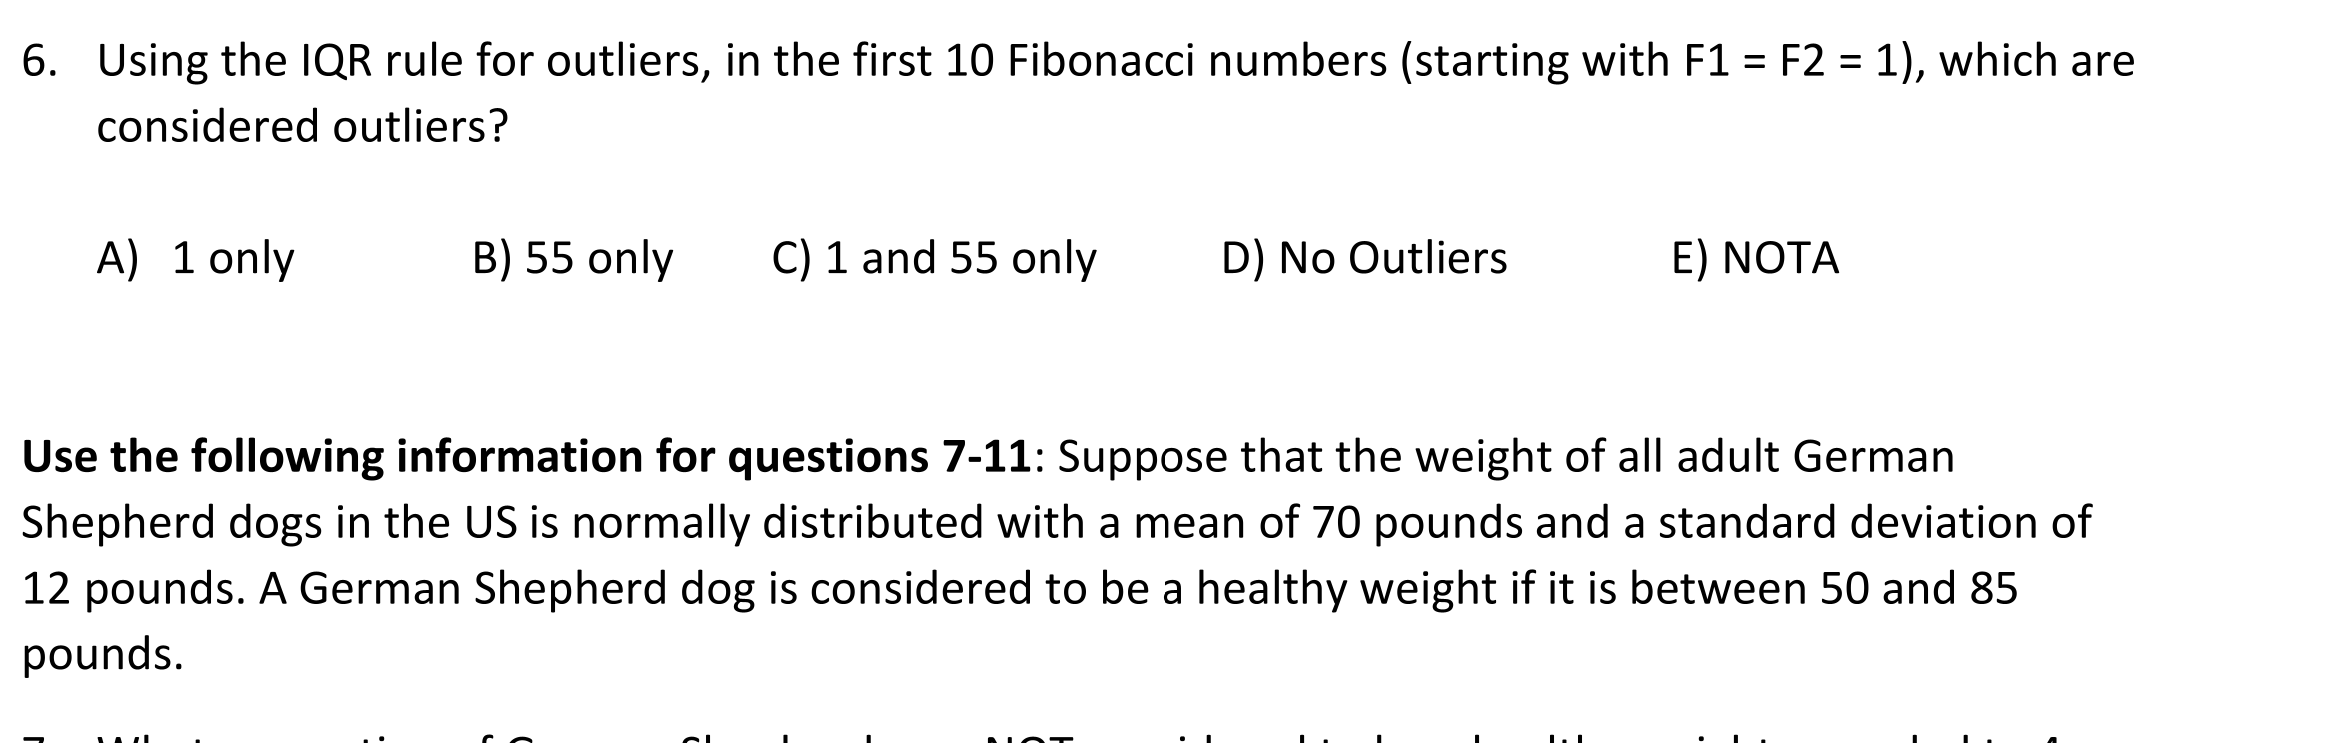 6. Using the IQR rule for outliers, in the first 10 Fibonacci numbers (starting with F1 = F2 = 1), which are
considered outliers?
A) 1 only B) 55 only C) 1 and 55 only D) No Outliers E) NOTA
Use the following information for questions 7-11: Suppose that the weight of all adult German
Shepherd dogs in the US is normally distributed with a mean of 70 pounds and a standard deviation of
12 pounds. A German Shepherd dog is considered to be a healthy weight if it is between 50 and 85
pounds.